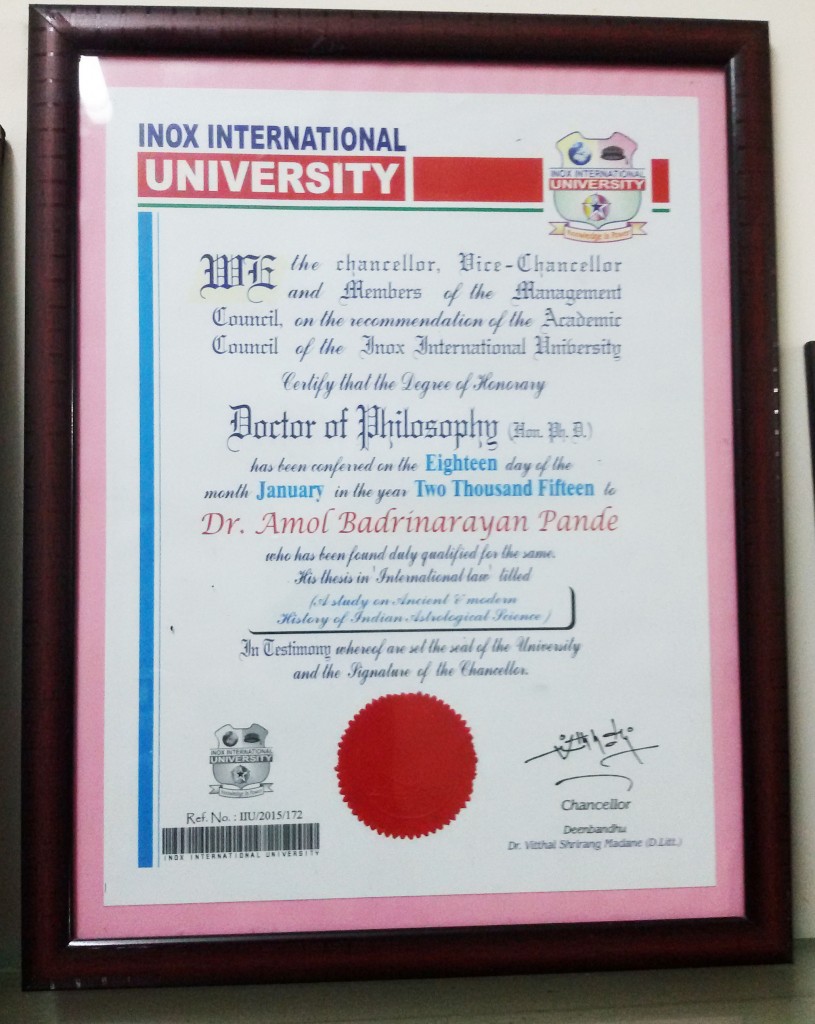 INOX INTERNATIONAL
UNIVERSITY
INOX INTERNATIONAL
UNIVERSITY
Knowledge is Power
WE the chancellor, Vice-Chancellor
and Members of the Management
Council, on the recommendation of the Academic
Council of the Inox International University
Certify that the Degree of Honorary
Doctor of Philosophy (Hon. Ph. D.)
has been conferred on the Eighteen day of the
month January in the year Two Thousand Fifteen to
Dr. Amol Badrinarayan Pande
who has been found duly qualified for the same.
His thesis in 'International law' titled
(A study on Ancient & modern
History of Indian Astrological Science)
In Testimony whereof are set the seal of the University
and the Signature of the Chancellor.
INOX INTERNATIONAL
UNIVERSITY
Knowledge is Power
Ref. No. : IIU/2015/172
INOX INTERNATIONAL UNIVERSITY
Chancellor
Deenbandhu
Dr. Vitthal Shrirang Madane (D.Litt.)